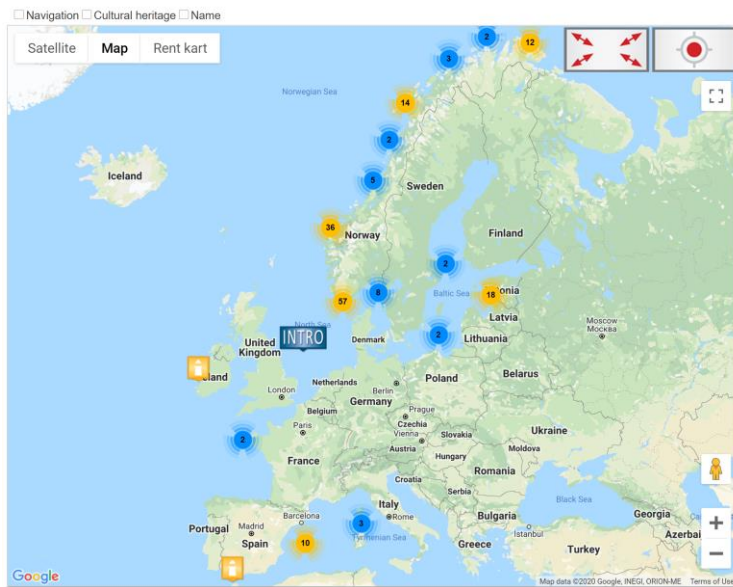 Navigation Cultural heritage Name
Satellite Map Rent kart
2
12
3
Norwegian Sea
14
2
Iceland
5
Sweden
36
Norway
Finland
2
8
Baltic Sea
18
57
Latvia
North Sea
INTRO
Moscow
Москва
2
Denmark
Lithuania
United
Kingdom
Netherlands
Berlin
Poland
Belarus
London
Germany
Belgium
Prague
Paris
Czechia
Ukraine
Vienna
Slovakia
2
Austria
Moldova
Hungary
France
Romania
Croatia
Serbia
Black Sea
Italy
Bulgaria
Georgia
Barcelona
3
Rome
Portugal
Madrid
Istanbul
Spain
10
Tyrrhenian Sea
Greece
Turkey
Google
Map data ©2020 Google, INEGI, ORION-ME Terms of Use